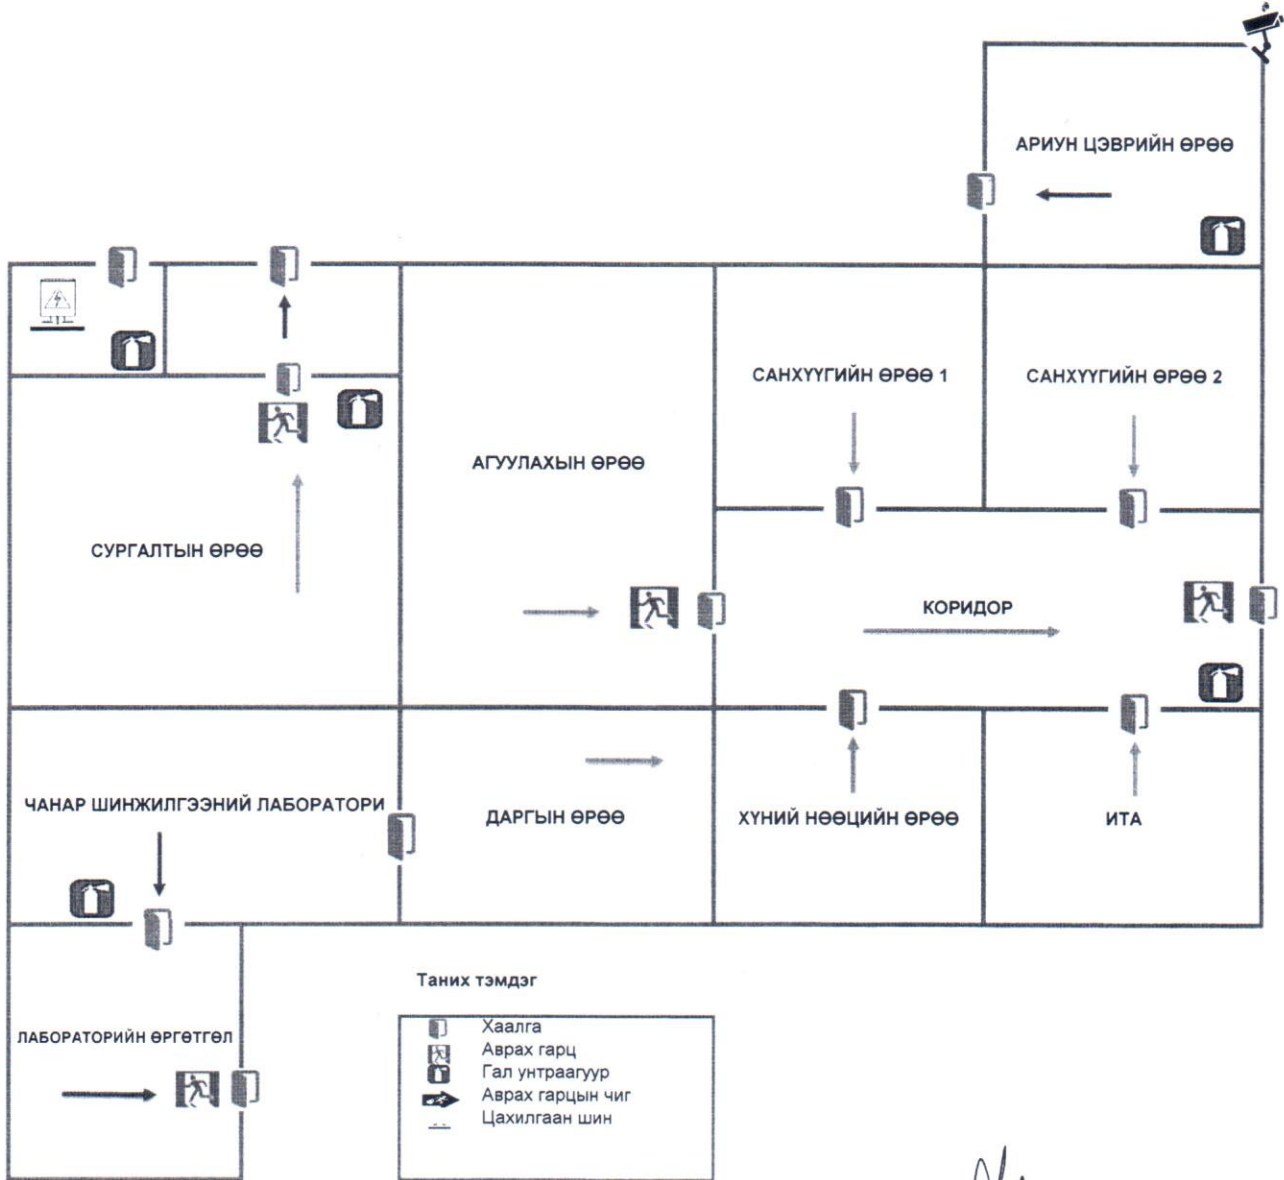 АРИУН ЦЭВРИЙН ӨРӨӨ
САНХҮҮГИЙН ӨРӨӨ 1
САНХҮҮГИЙН ӨРӨӨ 2
АГУУЛАХЫН ӨРӨӨ
СУРГАЛТЫН ӨРӨӨ
КОРИДОР
ЧАНАР ШИНЖИЛГЭЭНИЙ ЛАБОРАТОРИ
ДАРГЫН ӨРӨӨ
ХҮНИЙ НӨӨЦИЙН ӨРӨӨ
ИТА
ЛАБОРАТОРИЙН ӨРГӨТГӨЛ
Таних тэмдэг
Хаалга
Аврах гарц
Гал унтраагуур
Аврах гарцын чиг
Цахилгаан шин